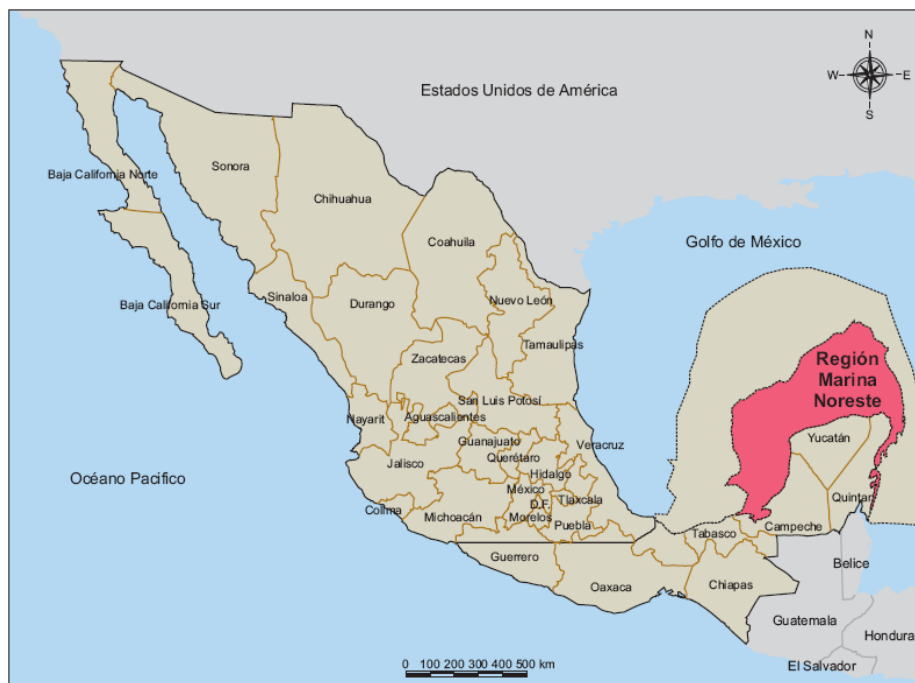 N
W
E
S
Estados Unidos de América
Baja California Norte
Sonora
Chihuahua
Coahuila
Golfo de México
Baja California Sur
Sinaloa
Durango
Nuevo León
Tamaulipas
Zacatecas
Región
Marina
Noreste
San Luis Potosí
Nayarit
Aguascalientes
Guanajuato
Veracruz
Yucatán
Querétaro
Jalisco
Hidalgo
Océano Pacifico
México
Tlaxcala
Quintar
D.F.
Colima
Michoacán
Morelos
Puebla
Campeche
Tabasco
Guerrero
Belice
Oaxaca
Chiapas
Guatemala
Hondura
El Salvador
0 100 200 300 400 500 km